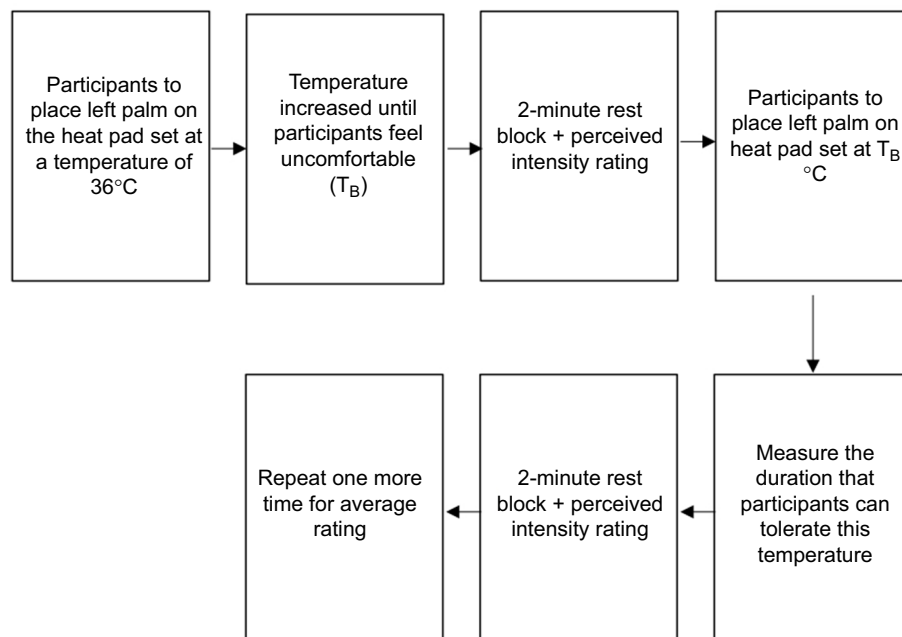 Participants to
place left palm on
the heat pad set at
a temperature of
36°C
Temperature
increased until
participants feel
uncomfortable
(T_B)
2-minute rest
block + perceived
intensity rating
Participants to
place left palm on
heat pad set at T_B
°C
Measure the
duration that
participants can
tolerate this
temperature
2-minute rest
block + perceived
intensity rating
Repeat one more
time for average
rating